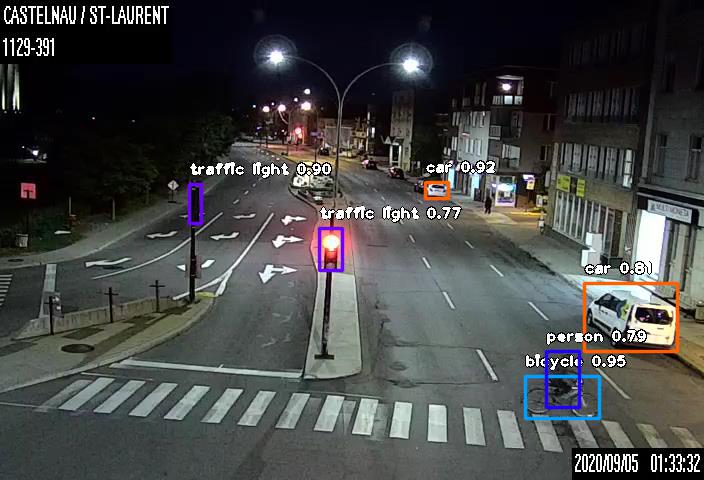 CASTELNAU / ST-LAURENT
1129-391
traffic light 0.90
car 0.92
traffic light 0.77
car 0.81
person 0.79
bicycle 0.95
2020/09/05 01:33:32